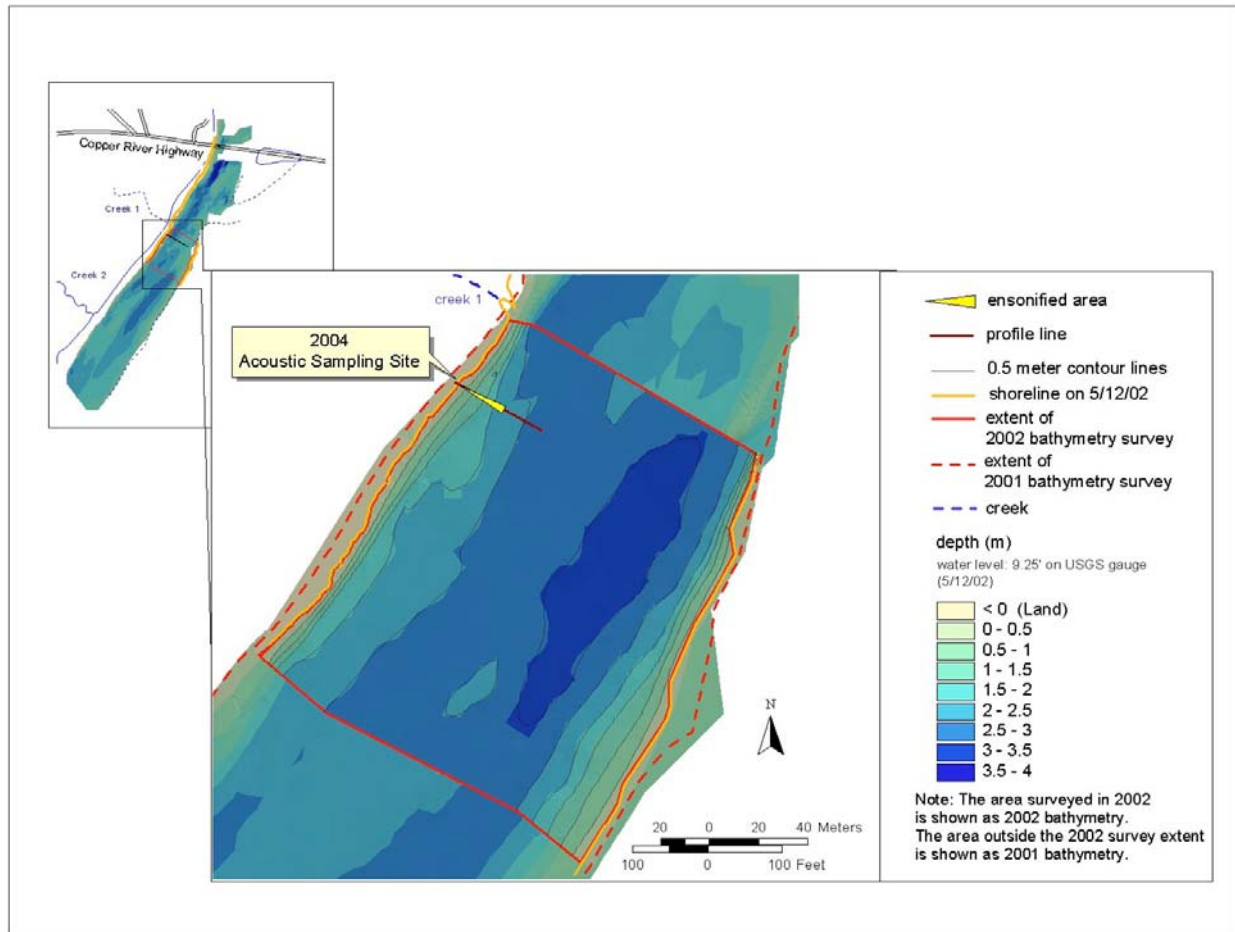 Copper River Highway
Creek 1
Creek 2
creek 1
2004
Acoustic Sampling Site
N
20 0 20 40 Meters
100 0 100 Feet
ensonified area
profile line
0.5 meter contour lines
shoreline on 5/12/02
extent of
2002 bathymetry survey
extent of
2001 bathymetry survey
creek
depth (m)
water level: 9.25' on USGS gauge
(5/12/02)
< 0 (Land)
0 - 0.5
0.5 - 1
1 - 1.5
1.5 - 2
2 - 2.5
2.5 - 3
3 - 3.5
3.5 - 4
Note: The area surveyed in 2002
is shown as 2002 bathymetry.
The area outside the 2002 survey extent
is shown as 2001 bathymetry.